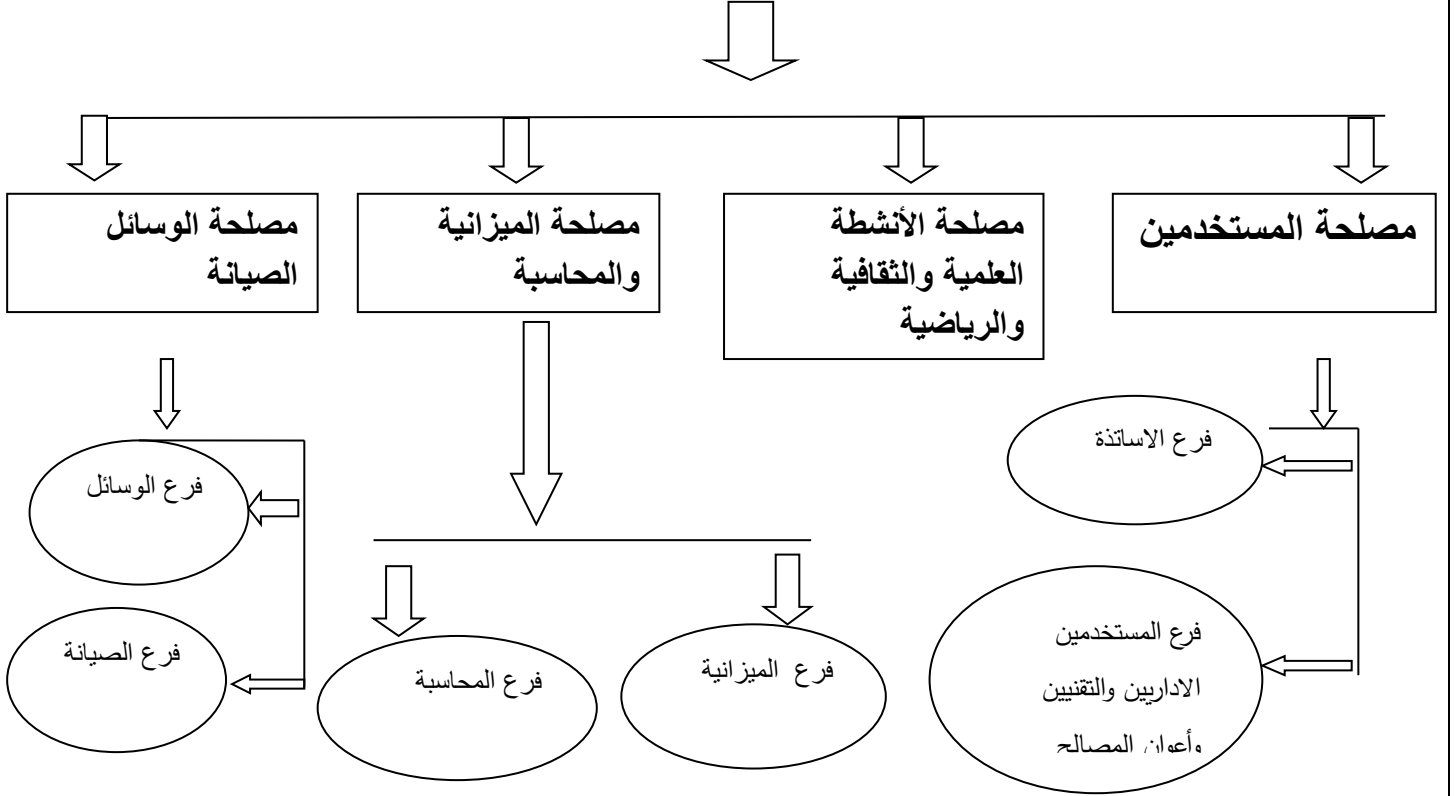 مصلحة المستخدمين
مصلحة الأنشطة
العلمية والثقافية
والرياضية
مصلحة الميزانية
والمحاسبة
مصلحة الوسائل
الصيانة
فرع الاساتذة
فرع المستخدمين
الاداريين والتقنيين
وأعوان المصالح
فرع الميزانية
فرع المحاسبة
فرع الوسائل
فرع الصيانة